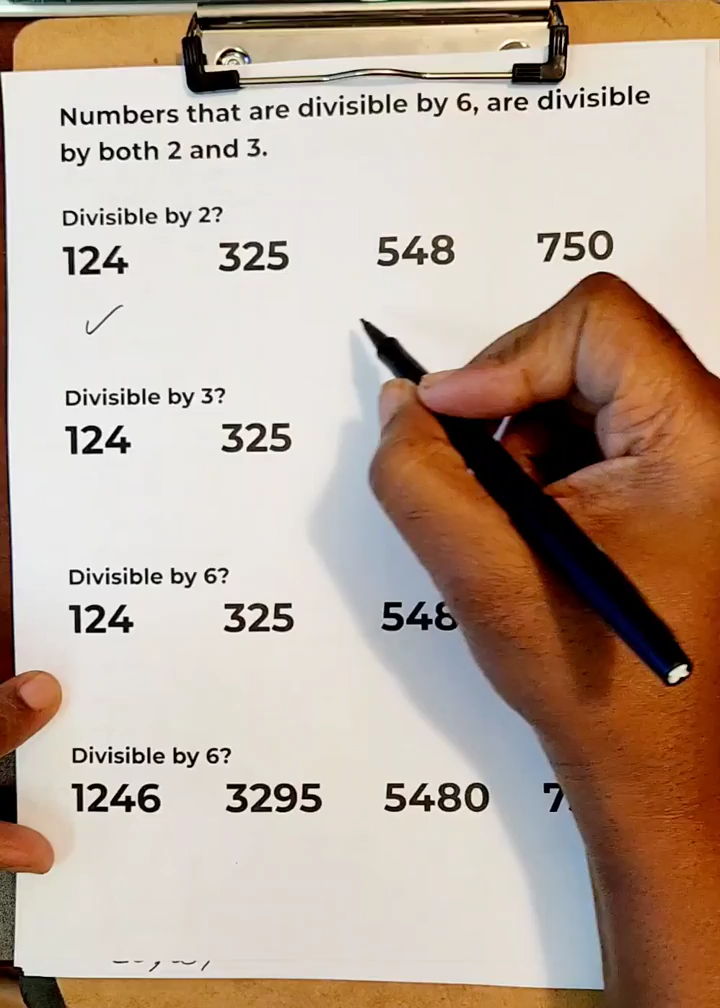 Numbers that are divisible by 6, are divisible
by both 2 and 3.
Divisible by 2?
124 325 548 750
Divisible by 3?
124 325
Divisible by 6?
124 325 548
Divisible by 6?
1246 3295 5480